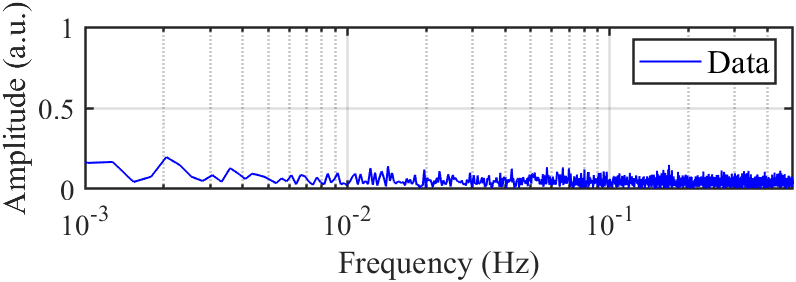 1
0.5
0
Amplitude (a.u.)
Data
10⁻³
10⁻²
10⁻¹
Frequency (Hz)